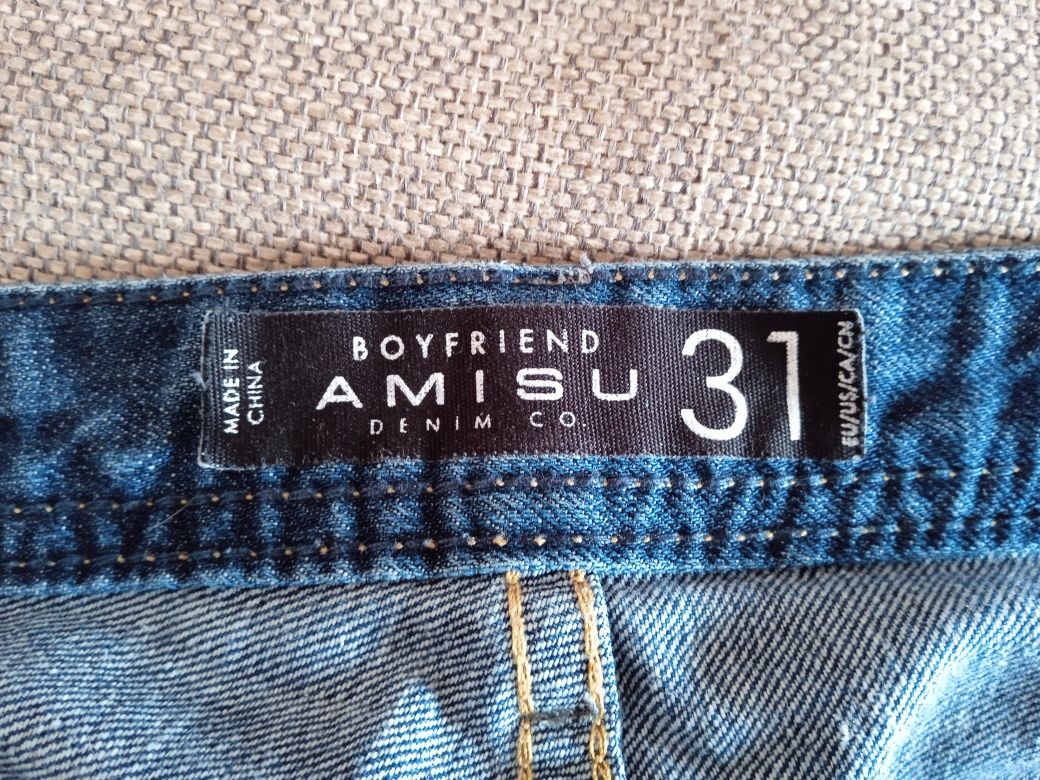 MADE IN
CHINA
BOYFRIEND
AMISU
DENIM CO.
31
EU/US/CA/CN